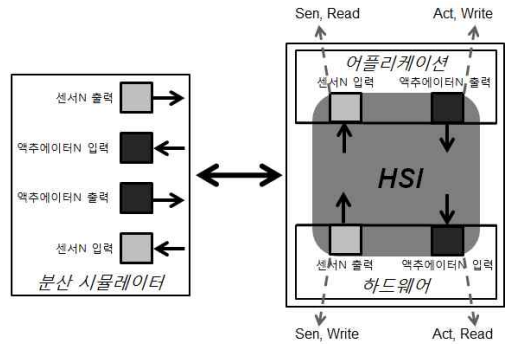 Sen, Read
Act, Write
어플리케이션
센서N 입력
액추에이터N 출력
센서N 출력
액추에이터N 입력
액추에이터N 출력
센서N 입력
분산 시뮬레이터
HSI
센서N 출력
액추에이터N 입력
하드웨어
Sen, Write
Act, Read